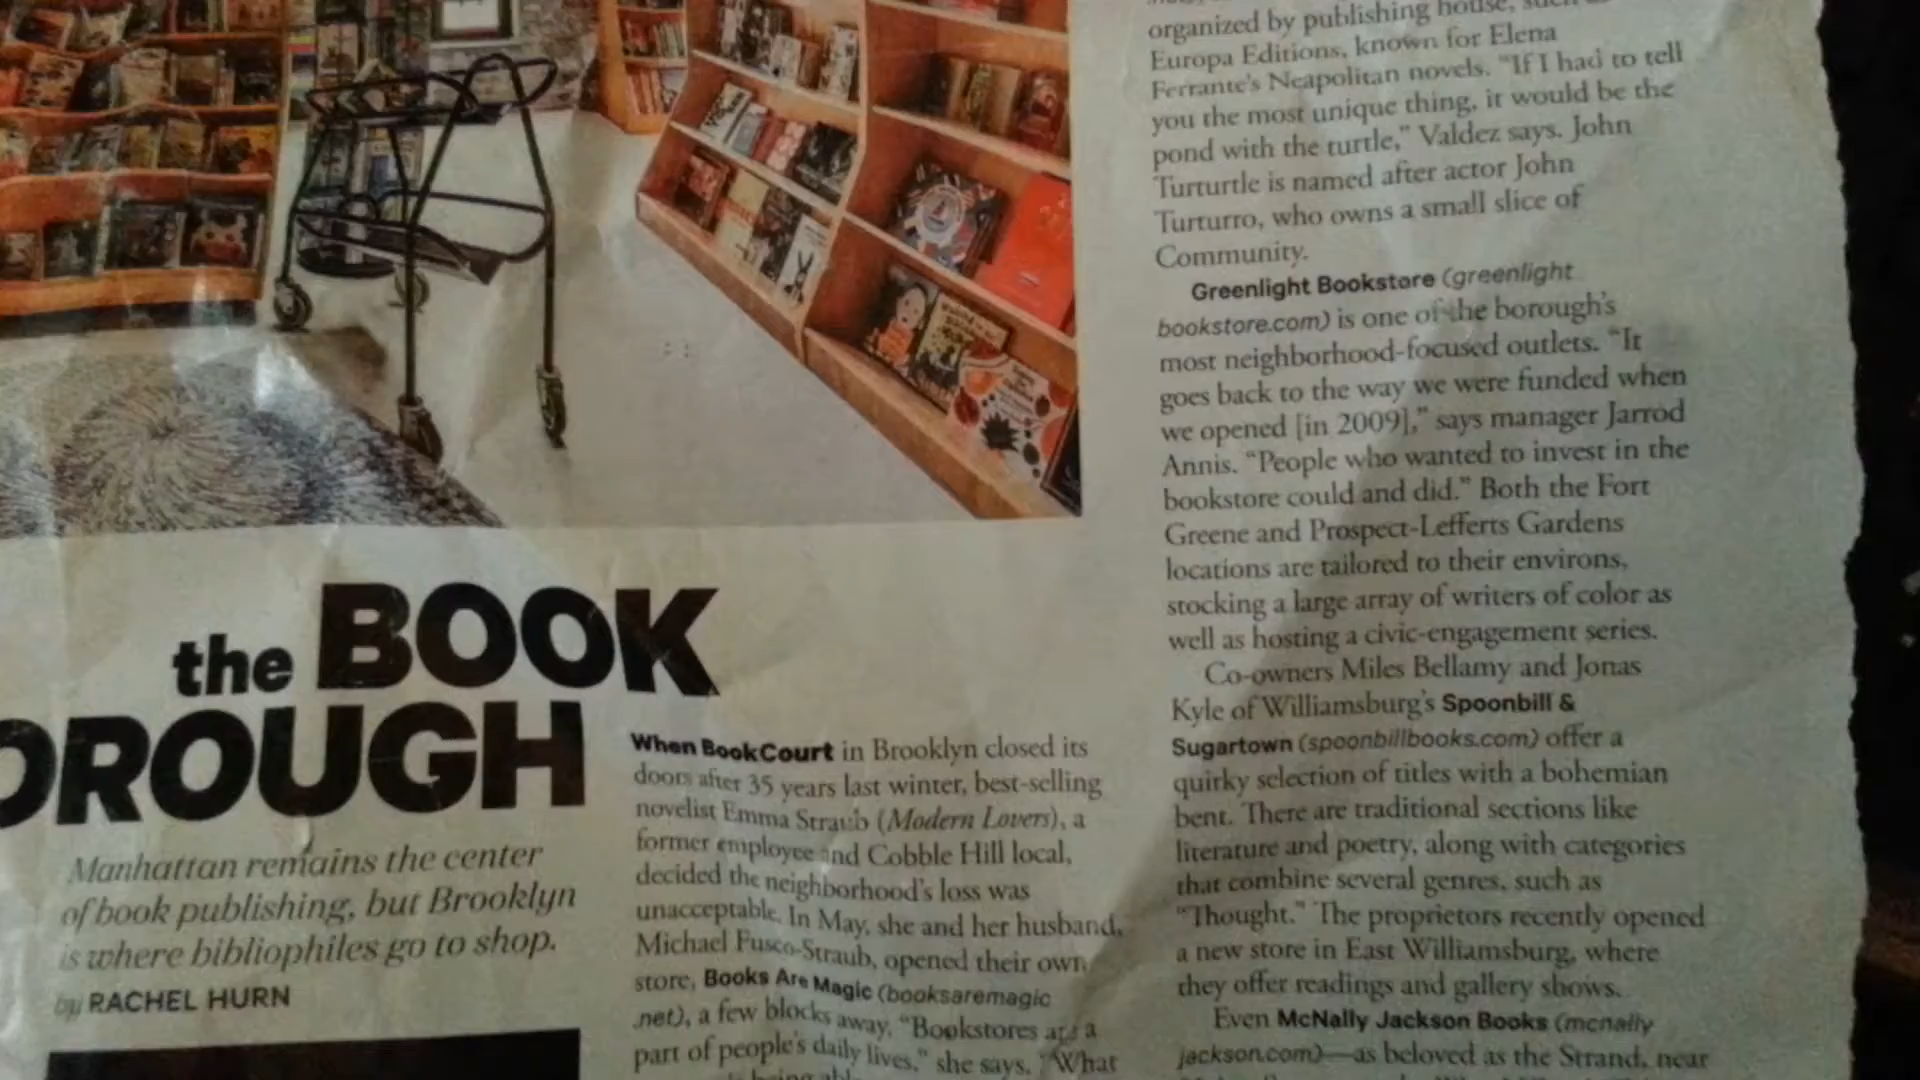 the BOOK
OROUGH
Manhattan remains the center
of book publishing, but Brooklyn
is where bibliophiles go to shop.
by RACHEL HURN
When BookCourt in Brooklyn closed its
doors after 35 years last winter, best-selling
novelist Emma Straub (Modern Lovers), a
former employee and Cobble Hill local,
decided the neighborhood's loss was
unacceptable. In May, she and her husband,
Michael Fusco-Straub, opened their own
store, Books Are Magic (booksaremagic
.net), a few blocks away. "Bookstores are a
part of people's daily lives," she says. "What
being
organized by publishing house, such as
Europa Editions, known for Elena
Ferrante's Neapolitan novels. "If I had to tell
you the most unique thing, it would be the
pond with the turtle," Valdez says. John
Turturtle is named after actor John
Turturro, who owns a small slice of
Community.
Greenlight Bookstore (greenlight
bookstore.com) is one of the borough's
most neighborhood-focused outlets. "It
goes back to the way we were funded when
we opened [in 2009]," says manager Jarrod
Annis. "People who wanted to invest in the
bookstore could and did." Both the Fort
Greene and Prospect-Lefferts Gardens
locations are tailored to their environs,
stocking a large array of writers of color as
well as hosting a civic-engagement series.
Co-owners Miles Bellamy and Jonas
Kyle of Williamsburg's Spoonbill &
Sugartown (spoonbillbooks.com) offer a
quirky selection of titles with a bohemian
bent. There are traditional sections like
literature and poetry, along with categories
that combine several genres, such as
"Thought." The proprietors recently opened
a new store in East Williamsburg, where
they offer readings and gallery shows.
Even McNally Jackson Books (mcnally
jackson.com)—as beloved as the Strand, near